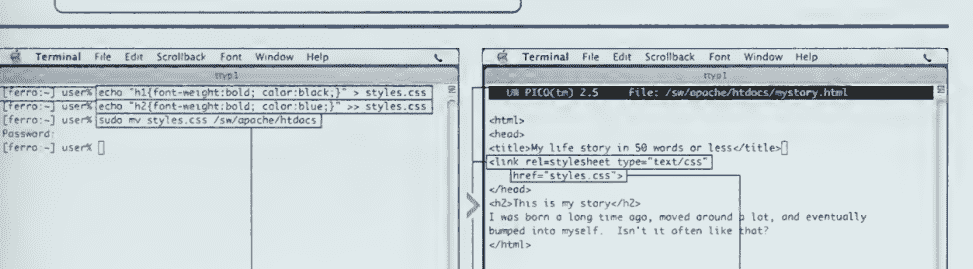 Terminal File Edit Scrollback Font Window Help
ttyp1
[ferro:~] user% echo "h1{font-weight:bold; color:black;}" > styles.css
[ferro:~] user% echo "h2{font-weight:bold; color:blue;}" >> styles.css
[ferro:~] user% sudo mv styles.css /sw/apache/htdocs
Password:
[ferro:~] user%
Terminal File Edit Scrollback Font Window Help
ttyp1
UW PICO(tm) 2.5 File: /sw/apache/htdocs/mystory.html
<html>
<head>
<title>My life story in 50 words or less</title>
<link rel=stylesheet type="text/css"
href="styles.css">
</head>
<h2>This is my story</h2>
I was born a long time ago, moved around a lot, and eventually
bumped into myself. Isn't it often like that?
</html>